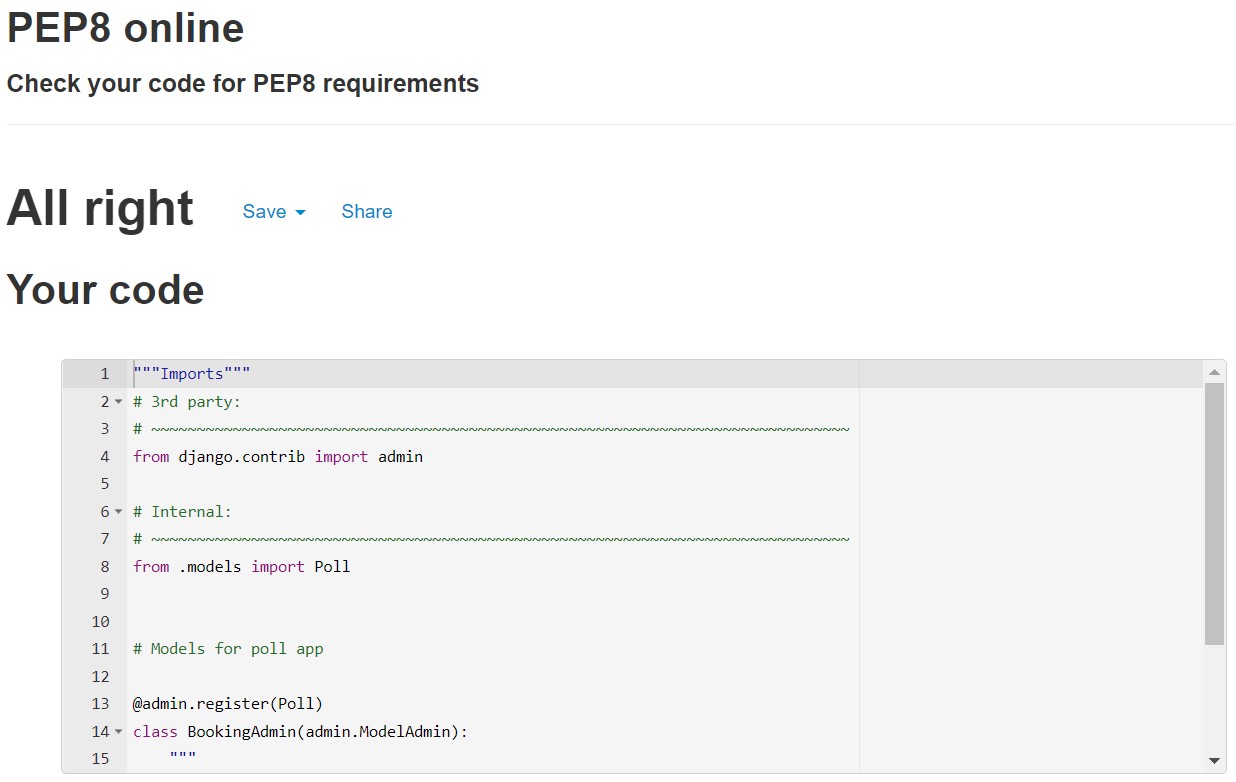 PEP8 online
Check your code for PEP8 requirements
All right Save Share
Your code
1 """Imports"""
2 # 3rd party:
3 # ~~~~~~~~~~~~~~~~~~~~~~~~~~~~~~~~~~~~~~~~~~~~~~~~~~~~~~~~~~~~~~~~~~~~~~~~~~~~~
4 from django.contrib import admin
5
6 # Internal:
7 # ~~~~~~~~~~~~~~~~~~~~~~~~~~~~~~~~~~~~~~~~~~~~~~~~~~~~~~~~~~~~~~~~~~~~~~~~~~~~~
8 from .models import Poll
9
10
11 # Models for poll app
12
13 @admin.register(Poll)
14 class BookingAdmin(admin.ModelAdmin):
15     """